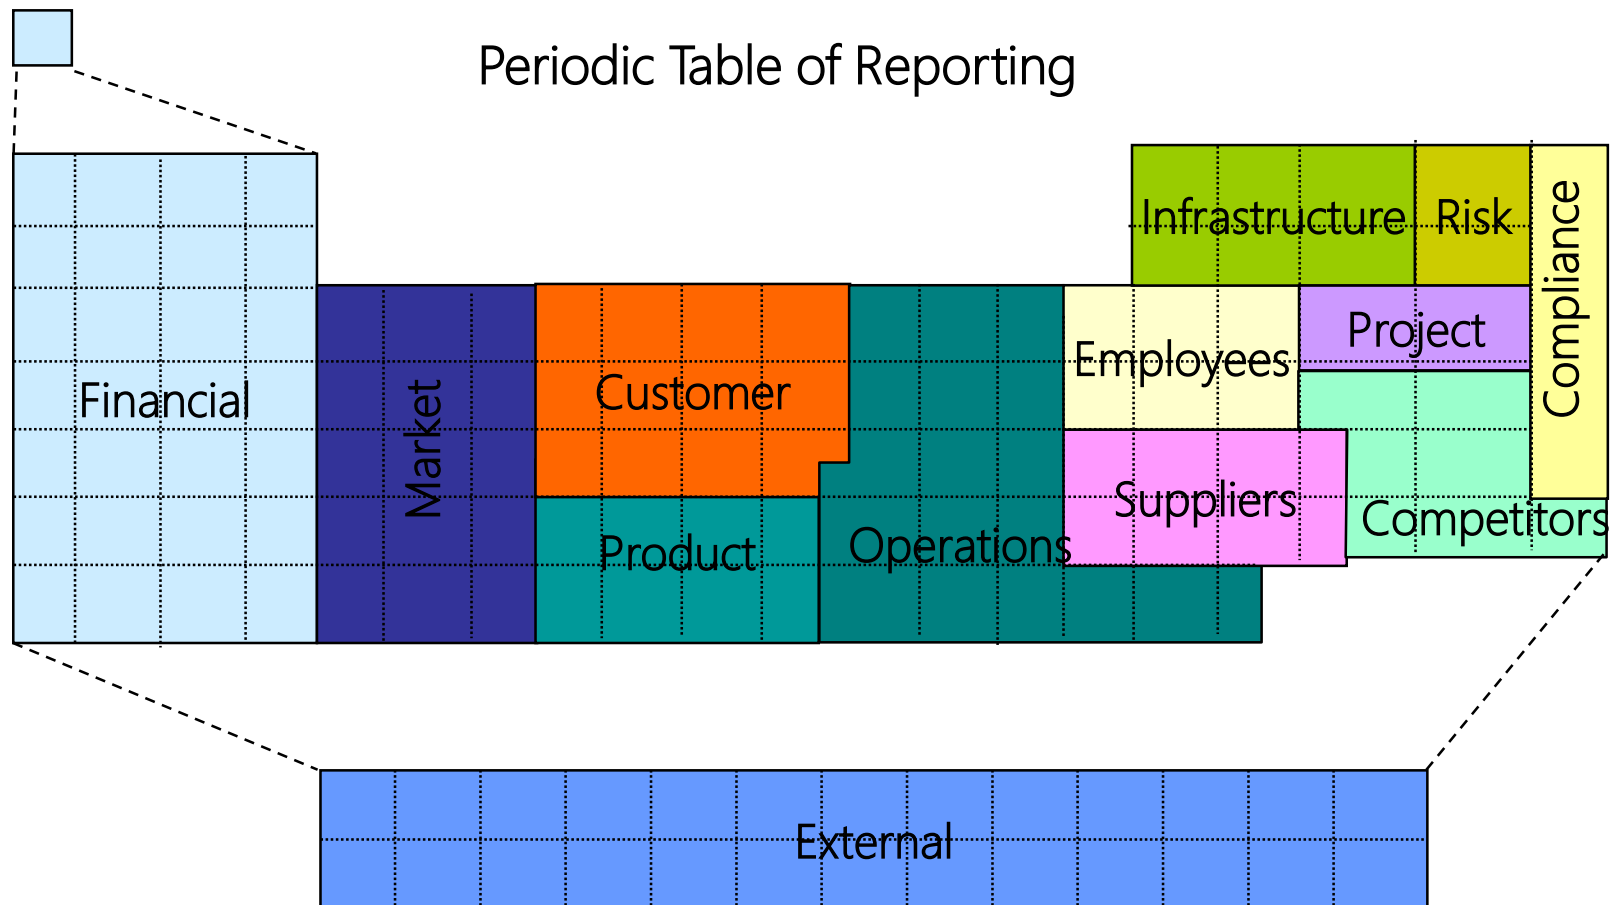 Periodic Table of Reporting
Infrastructure
Risk
Compliance
Project
Employees
Financial
Customer
Market
Suppliers
Competitors
Product
Operations
External